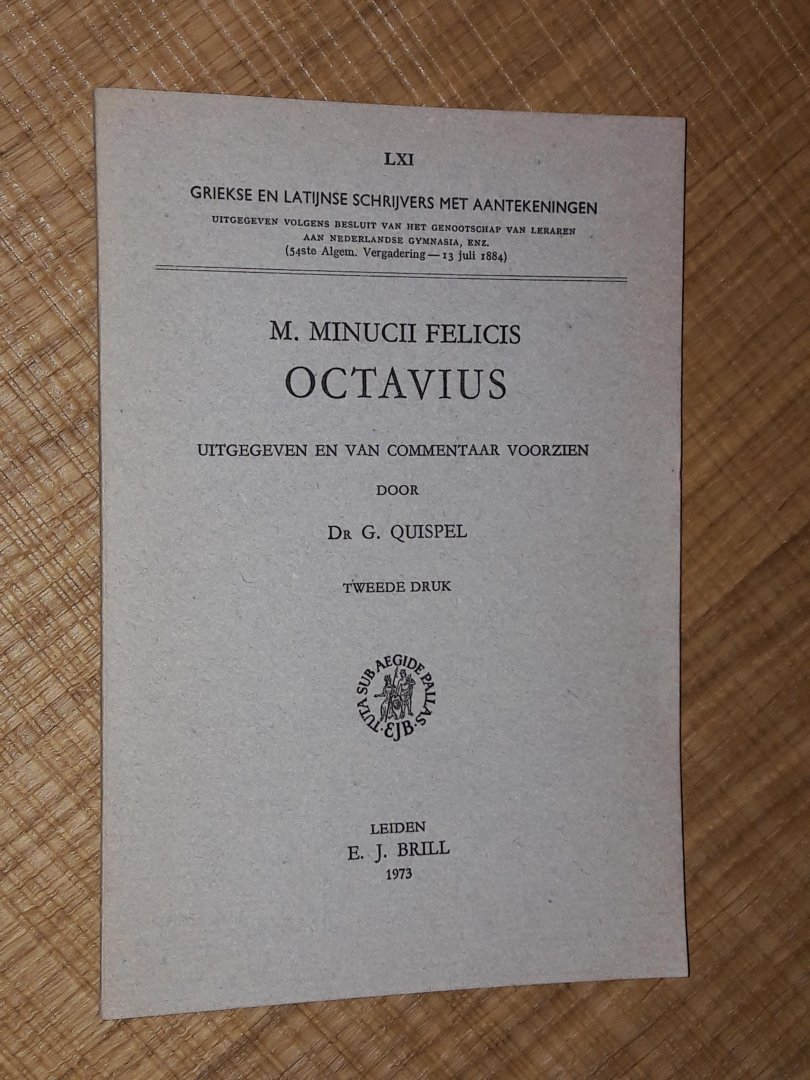 LXI
GRIEKSE EN LATIJNSE SCHRIJVERS MET AANTEKENINGEN
UITGEGEVEN VOLGENS BESLUIT VAN HET GENOOTSCHAP VAN LERAREN
AAN NEDERLANDSE GYMNASIA, ENZ.
(54ste Algem. Vergadering — 13 juli 1884)
M. MINUCII FELICIS
OCTAVIUS
UITGEGEVEN EN VAN COMMENTAAR VOORZIEN
DOOR
DR G. QUISPEL
TWEEDE DRUK
TUTA SUB AEGIDE PALLAS
EJB
LEIDEN
E. J. BRILL
1973